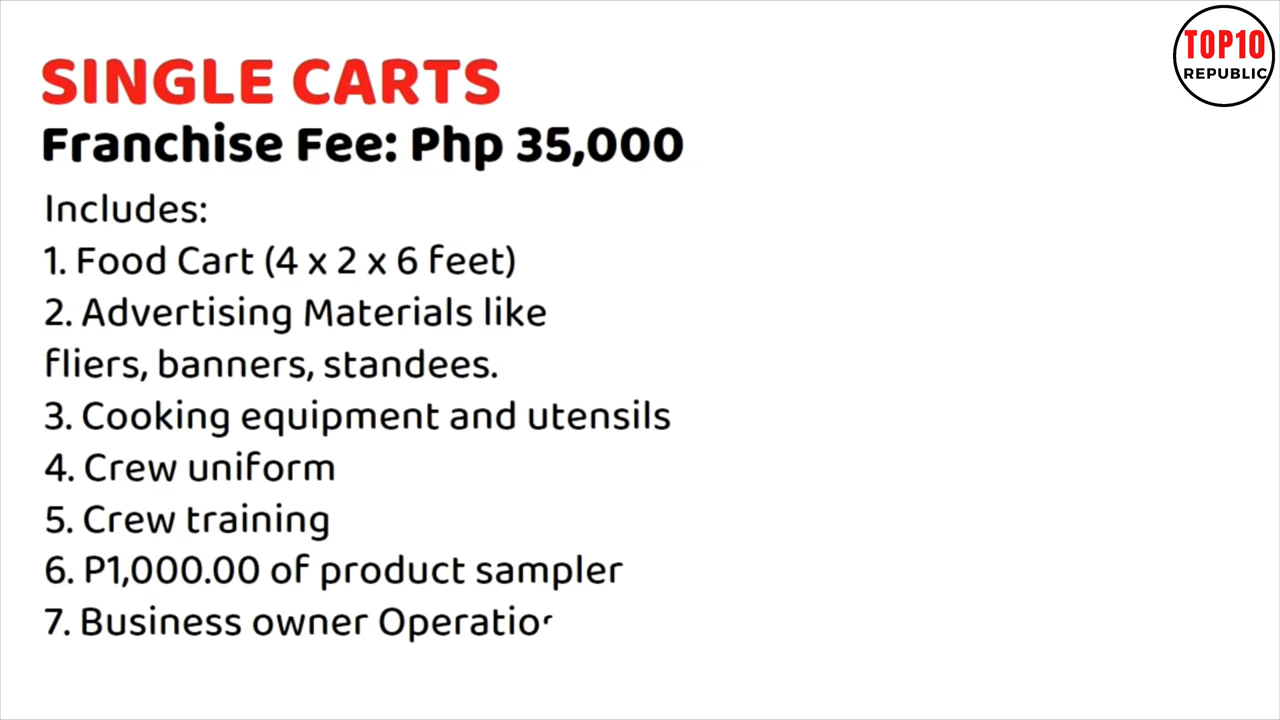 TOP10
REPUBLIC
SINGLE CARTS
Franchise Fee: Php 35,000
Includes:
1. Food Cart (4 x 2 x 6 feet)
2. Advertising Materials like
fliers, banners, standees.
3. Cooking equipment and utensils
4. Crew uniform
5. Crew training
6. P1,000.00 of product sampler
7. Business owner